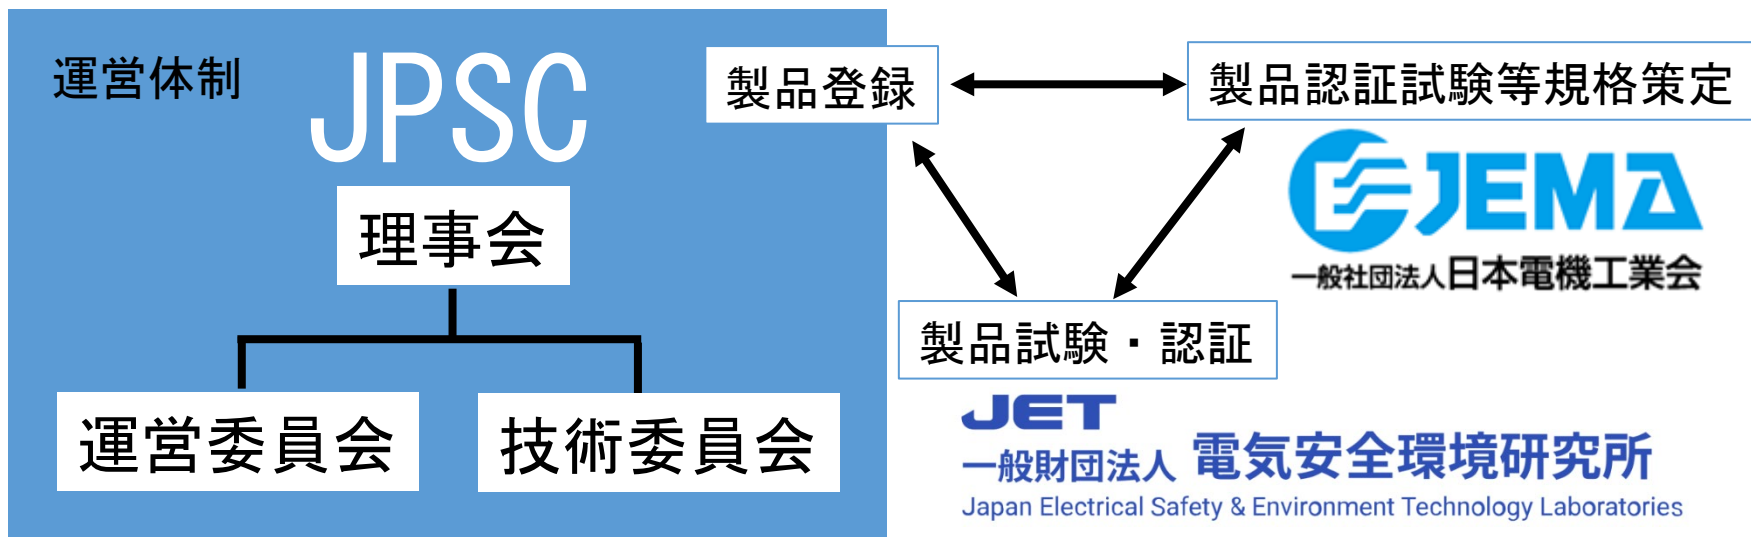 運営体制
JPSC
理事会
運営委員会
技術委員会
製品登録
製品認証試験等規格策定
JEMA
一般社団法人日本電機工業会
製品試験・認証
JET
一般財団法人 電気安全環境研究所
Japan Electrical Safety & Environment Technology Laboratories